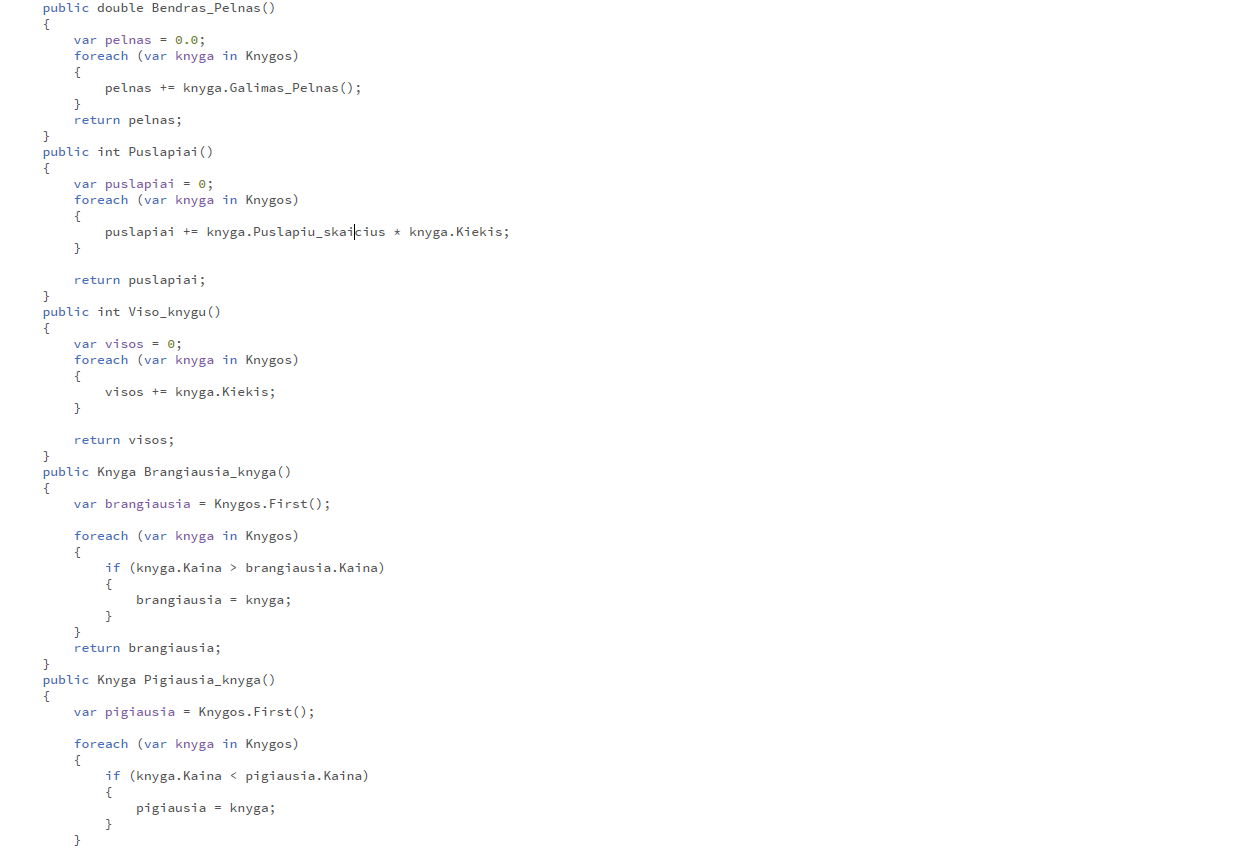 public double Bendras_Pelnas()
{
    var pelnas = 0.0;
    foreach (var knyga in Knygos)
    {
        pelnas += knyga.Galimas_Pelnas();
    }
    return pelnas;
}
public int Puslapiai()
{
    var puslapiai = 0;
    foreach (var knyga in Knygos)
    {
        puslapiai += knyga.Puslapiu_skaicius * knyga.Kiekis;
    }

    return puslapiai;
}
public int Viso_knygu()
{
    var visos = 0;
    foreach (var knyga in Knygos)
    {
        visos += knyga.Kiekis;
    }

    return visos;
}
public Knyga Brangiausia_knyga()
{
    var brangiausia = Knygos.First();

    foreach (var knyga in Knygos)
    {
        if (knyga.Kaina > brangiausia.Kaina)
        {
            brangiausia = knyga;
        }
    }
    return brangiausia;
}
public Knyga Pigiausia_knyga()
{
    var pigiausia = Knygos.First();

    foreach (var knyga in Knygos)
    {
        if (knyga.Kaina < pigiausia.Kaina)
        {
            pigiausia = knyga;
        }
    }